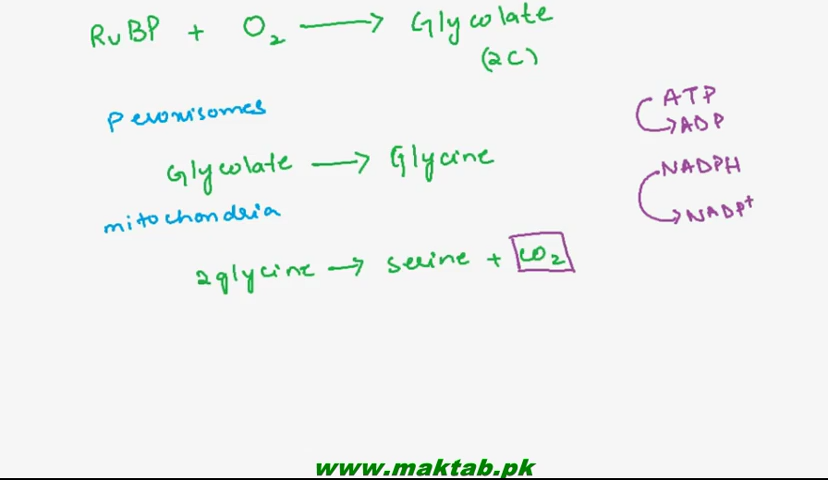 RuBP + O₂ → Glycolate
(2C)
Peroxisomes
ATP
→ ADP
Glycolate → Glycine
NADPH
→ NADP⁺
mitochondria
2glycine → serine + CO₂
www.maktab.pk